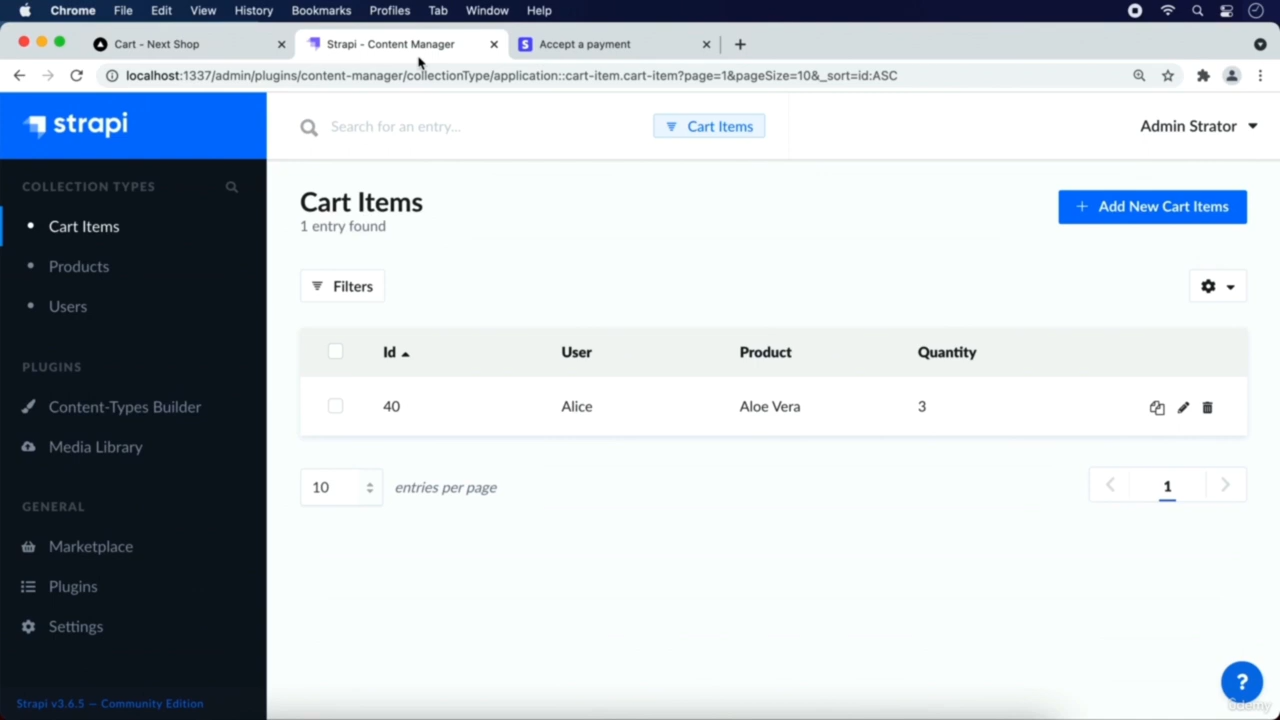 Chrome File Edit View History Bookmarks Profiles Tab Window Help
Cart - Next Shop
Strapi - Content Manager
S Accept a payment
localhost:1337/admin/plugins/content-manager/collectionType/application::cart-item.cart-item?page=1&pageSize=10&_sort=id:ASC
strapi
Search for an entry...
Cart Items
Admin Strator
COLLECTION TYPES
Cart Items
Products
Users
PLUGINS
Content-Types Builder
Media Library
GENERAL
Marketplace
Plugins
Settings
Strapi v3.6.5 — Community Edition
Cart Items
1 entry found
+ Add New Cart Items
Filters
Id User Product Quantity
40 Alice Aloe Vera 3
10 entries per page
1
?
ûdemy